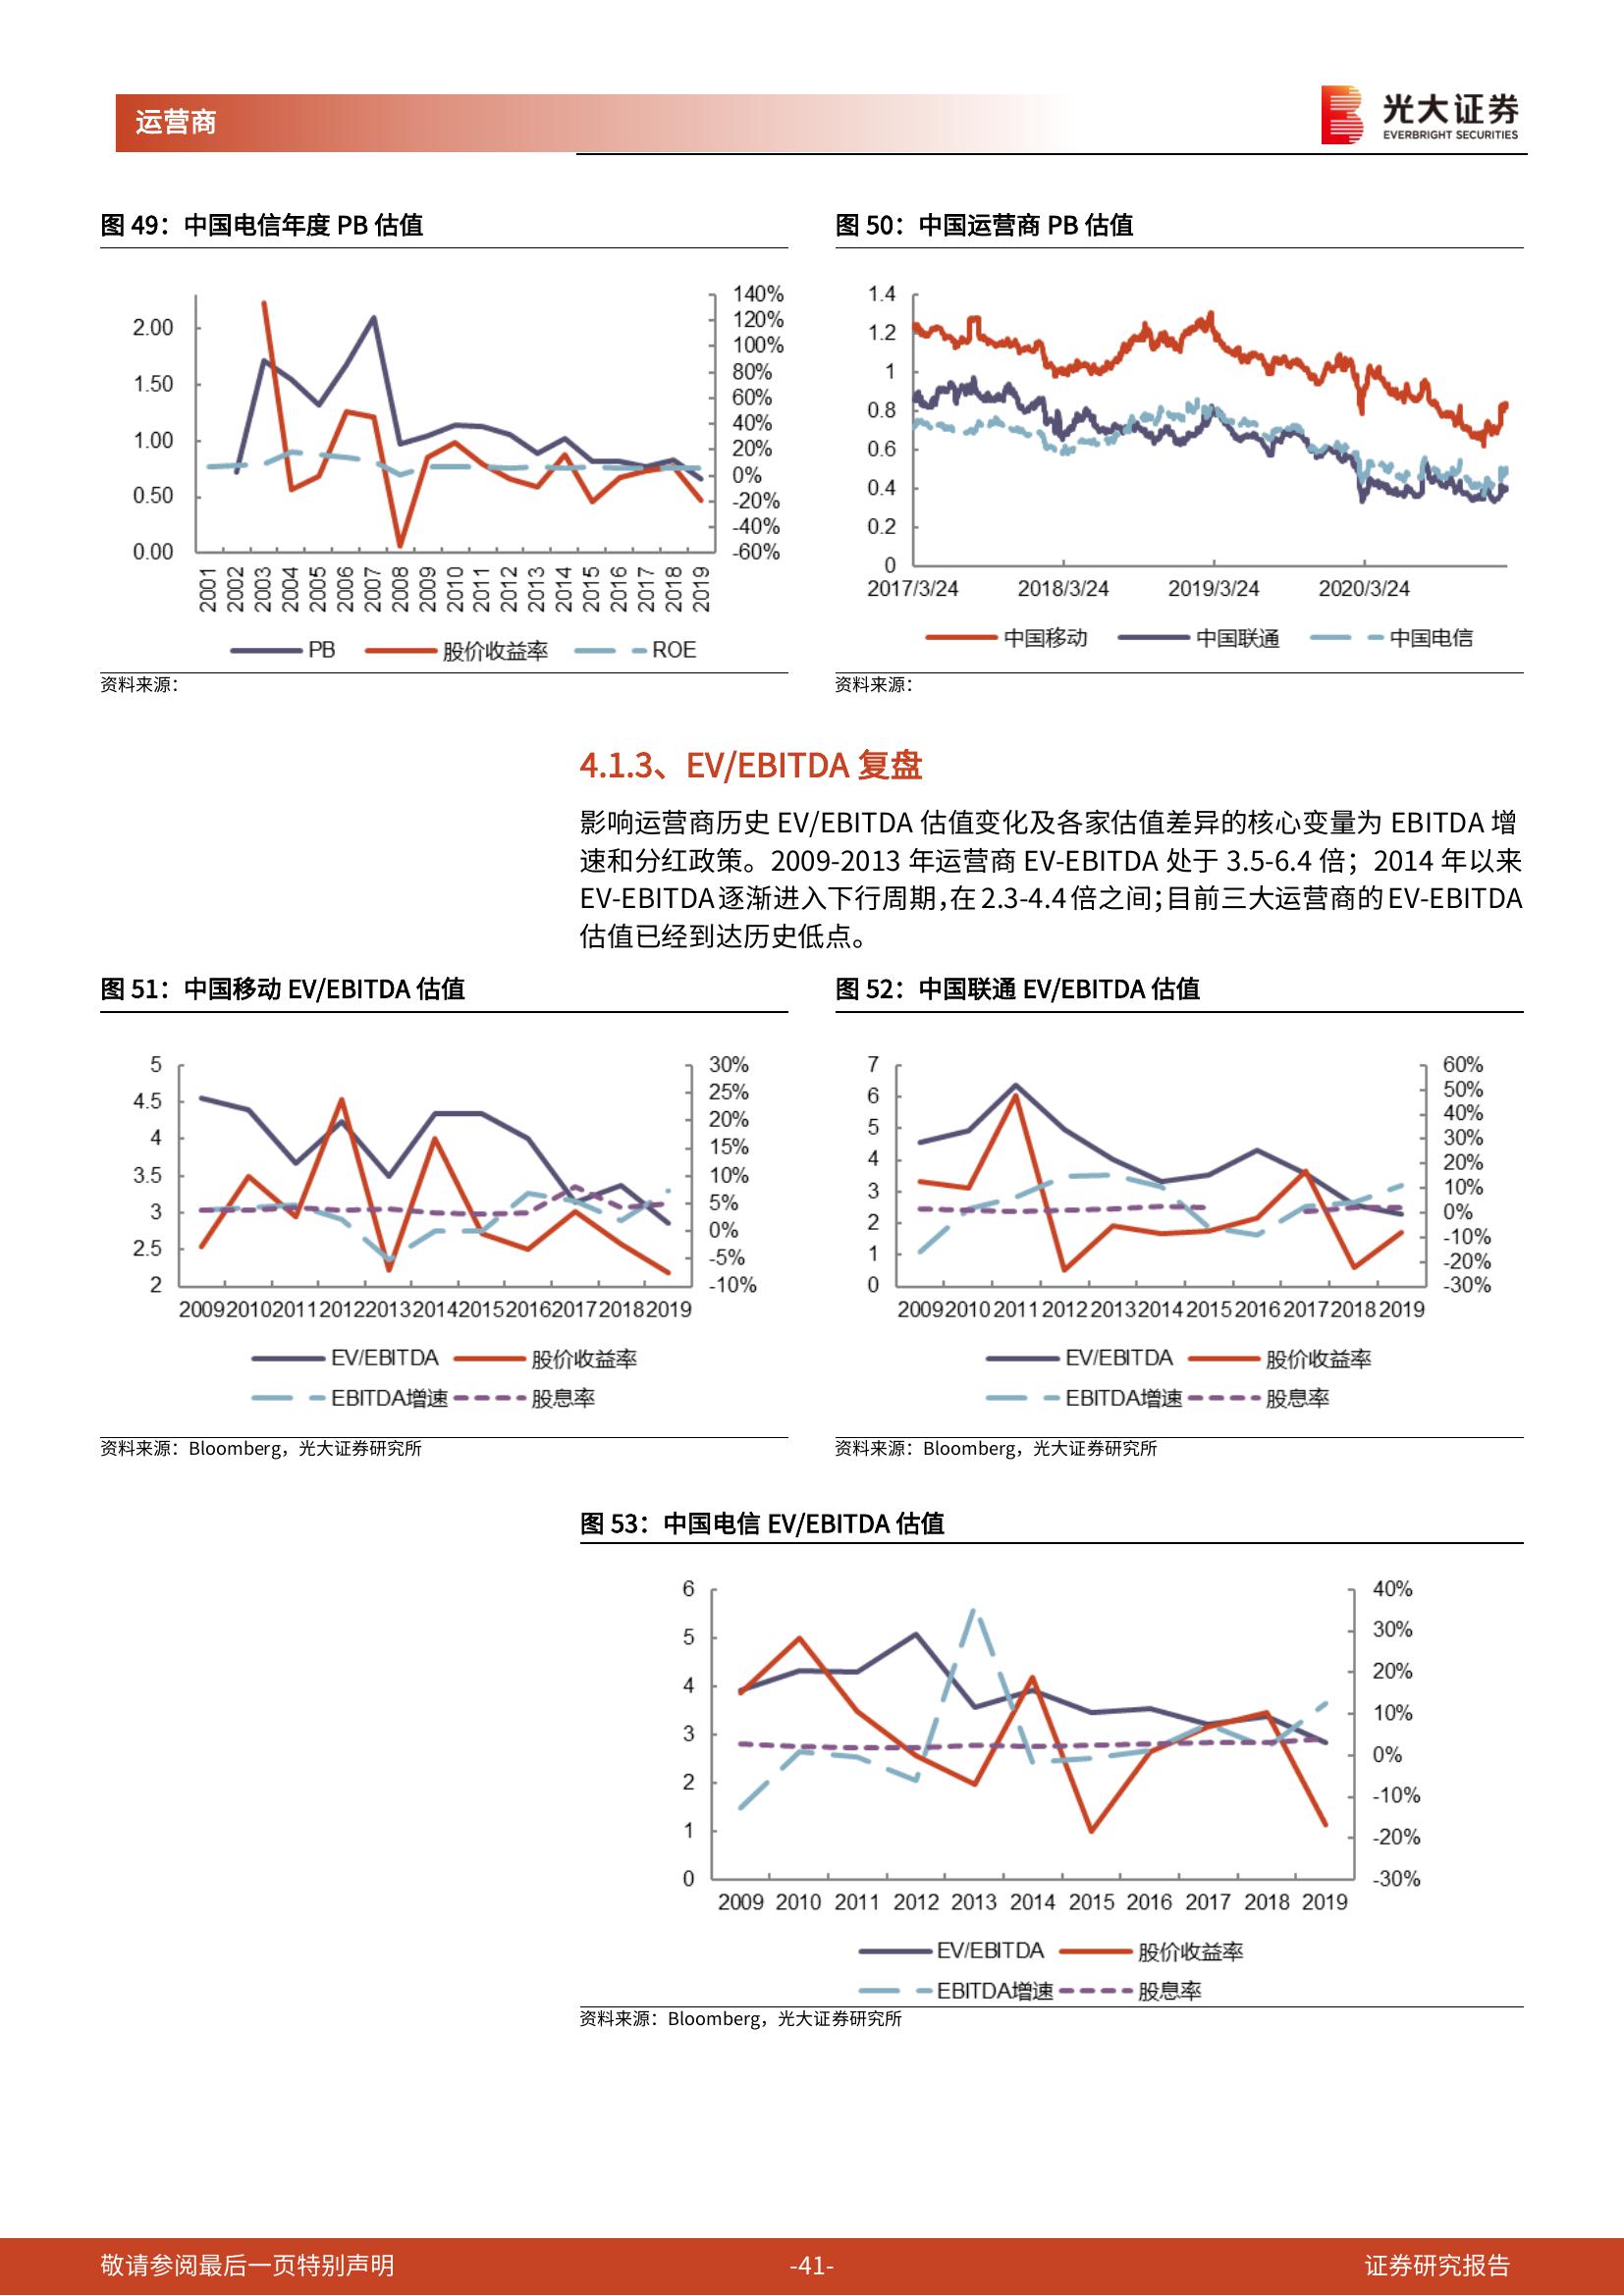 运营商
光大证券
EVERBRIGHT SECURITIES
图 49：中国电信年度 PB 估值
2.00
1.50
1.00
0.50
0.00
140%
120%
100%
80%
60%
40%
20%
0%
-20%
-40%
-60%
2001 2002 2003 2004 2005 2006 2007 2008 2009 2010 2011 2012 2013 2014 2015 2016 2017 2018 2019
PB 股价收益率 ROE
资料来源：
图 50：中国运营商 PB 估值
1.4
1.2
1
0.8
0.6
0.4
0.2
0
2017/3/24 2018/3/24 2019/3/24 2020/3/24
中国移动 中国联通 中国电信
资料来源：
4.1.3、EV/EBITDA 复盘
影响运营商历史 EV/EBITDA 估值变化及各家估值差异的核心变量为 EBITDA 增
速和分红政策。2009-2013 年运营商 EV-EBITDA 处于 3.5-6.4 倍；2014 年以来
EV-EBITDA 逐渐进入下行周期，在 2.3-4.4 倍之间；目前三大运营商的 EV-EBITDA
估值已经到达历史低点。
图 51：中国移动 EV/EBITDA 估值
5
4.5
4
3.5
3
2.5
2
30%
25%
20%
15%
10%
5%
0%
-5%
-10%
2009 2010 2011 2012 2013 2014 2015 2016 2017 2018 2019
EV/EBITDA 股价收益率
EBITDA增速 股息率
资料来源：Bloomberg，光大证券研究所
图 52：中国联通 EV/EBITDA 估值
7
6
5
4
3
2
1
0
60%
50%
40%
30%
20%
10%
0%
-10%
-20%
-30%
2009 2010 2011 2012 2013 2014 2015 2016 2017 2018 2019
EV/EBITDA 股价收益率
EBITDA增速 股息率
资料来源：Bloomberg，光大证券研究所
图 53：中国电信 EV/EBITDA 估值
6
5
4
3
2
1
0
40%
30%
20%
10%
0%
-10%
-20%
-30%
2009 2010 2011 2012 2013 2014 2015 2016 2017 2018 2019
EV/EBITDA 股价收益率
EBITDA增速 股息率
资料来源：Bloomberg，光大证券研究所
敬请参阅最后一页特别声明 -41- 证券研究报告